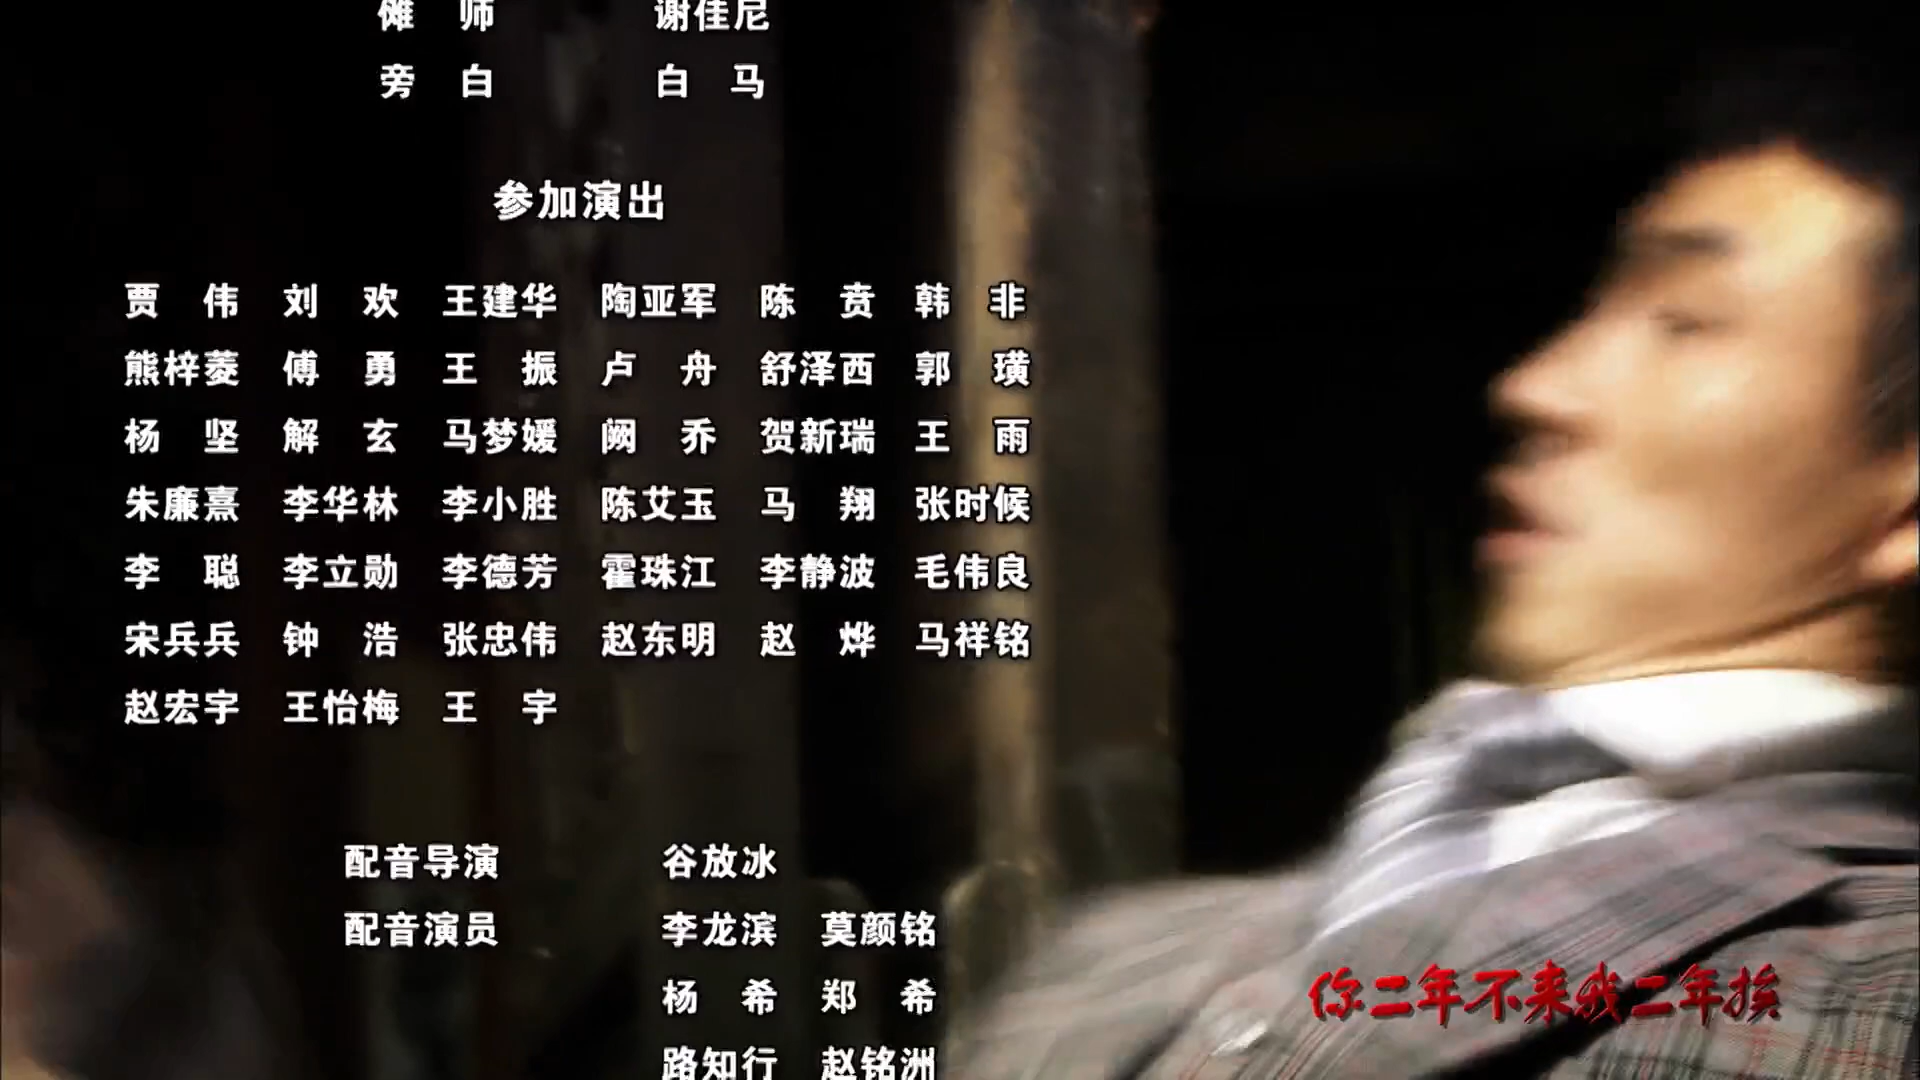 傩 师 谢佳尼
旁 白 白 马
参加演出
贾 伟 刘 欢 王建华 陶亚军 陈 贲 韩 非
熊梓菱 傅 勇 王 振 卢 舟 舒泽西 郭 璜
杨 坚 解 玄 马梦媛 阙 乔 贺新瑞 王 雨
朱廉熹 李华林 李小胜 陈艾玉 马 翔 张时候
李 聪 李立勋 李德芳 霍珠江 李静波 毛伟良
宋兵兵 钟 浩 张忠伟 赵东明 赵 烨 马祥铭
赵宏宇 王怡梅 王 宇
配音导演 谷放冰
配音演员 李龙滨 莫颜铭
杨 希 郑 希
路知行 赵铭洲
你二年不来我二年挨